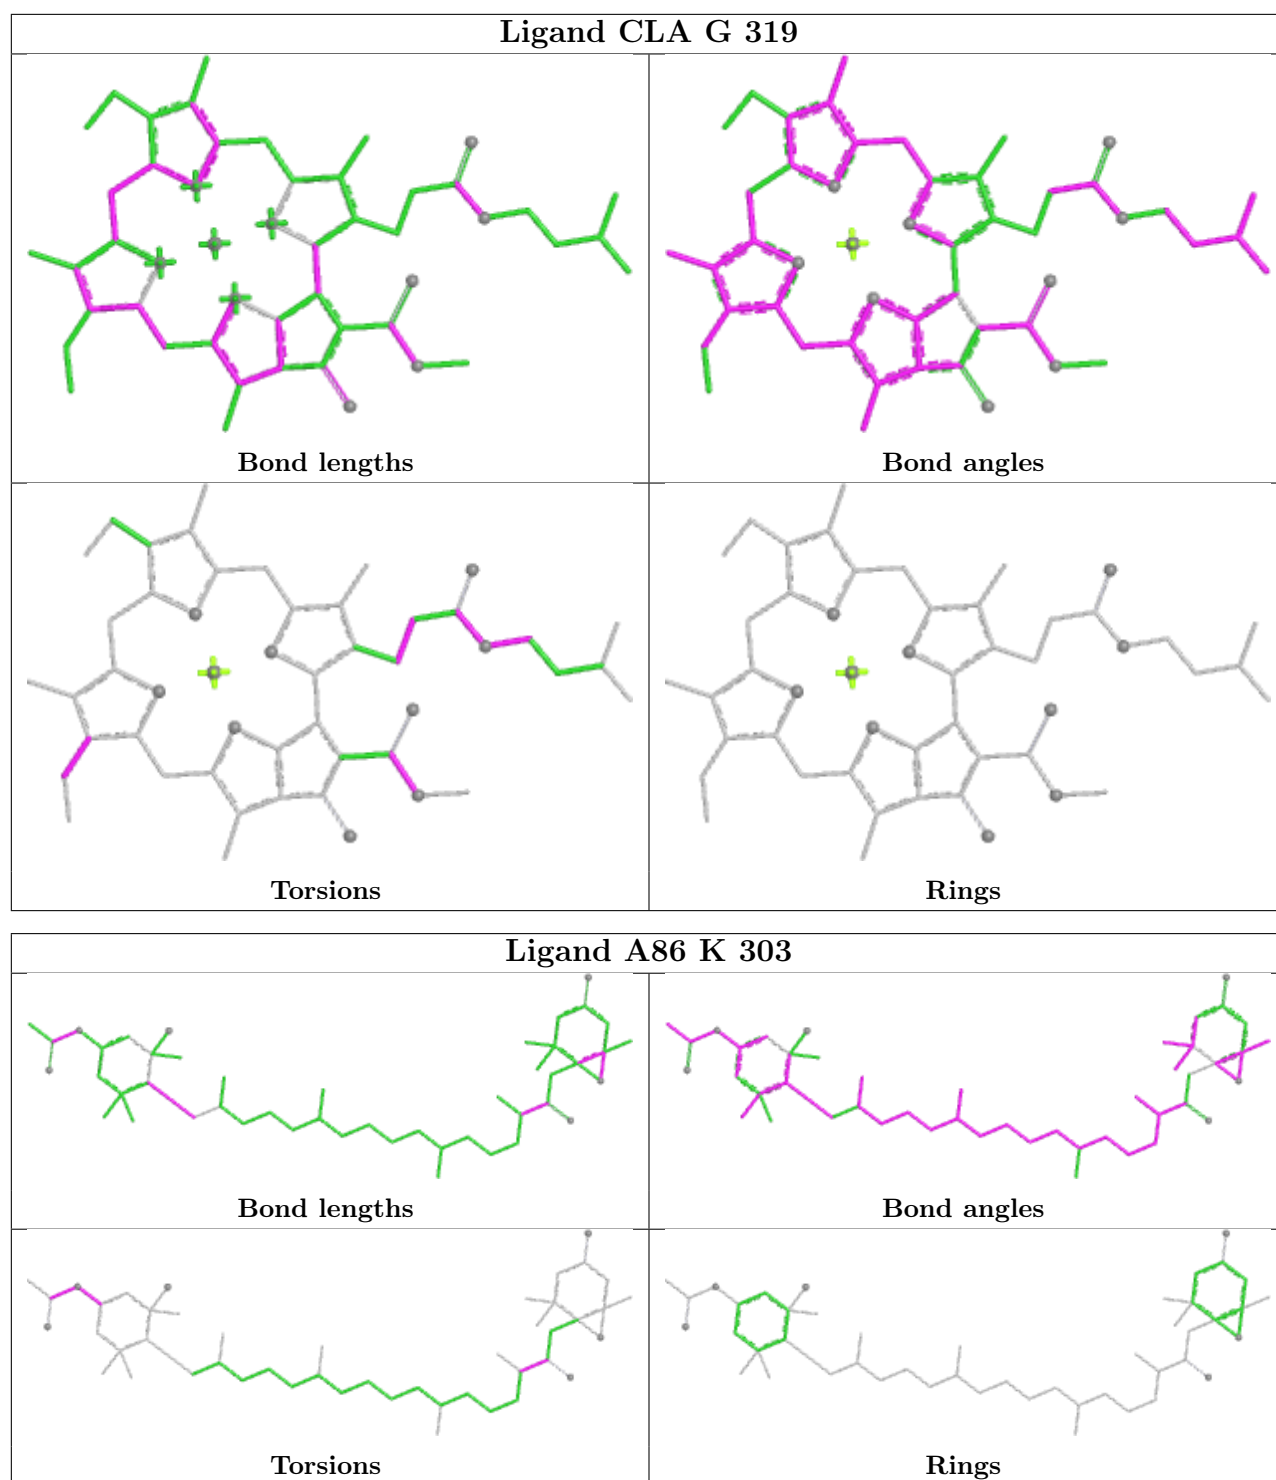 Ligand CLA G 319
Bond lengths
Bond angles
Torsions
Rings
Ligand A86 K 303
Bond lengths
Bond angles
Torsions
Rings